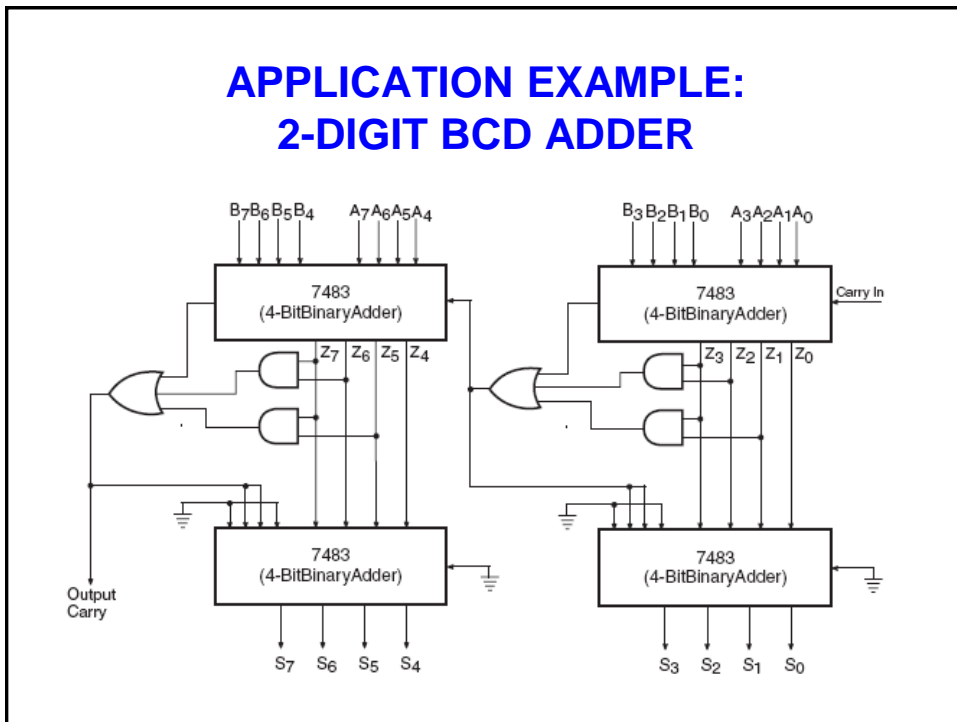 APPLICATION EXAMPLE:
2-DIGIT BCD ADDER
B7B6B5B4 A7A6A5A4 B3B2B1B0 A3A2A1A0
7483
(4-BitBinaryAdder)
7483
(4-BitBinaryAdder)
Carry In
Z7 Z6 Z5 Z4 Z3 Z2 Z1 Z0
7483
(4-BitBinaryAdder)
7483
(4-BitBinaryAdder)
Output
Carry
S7 S6 S5 S4 S3 S2 S1 S0